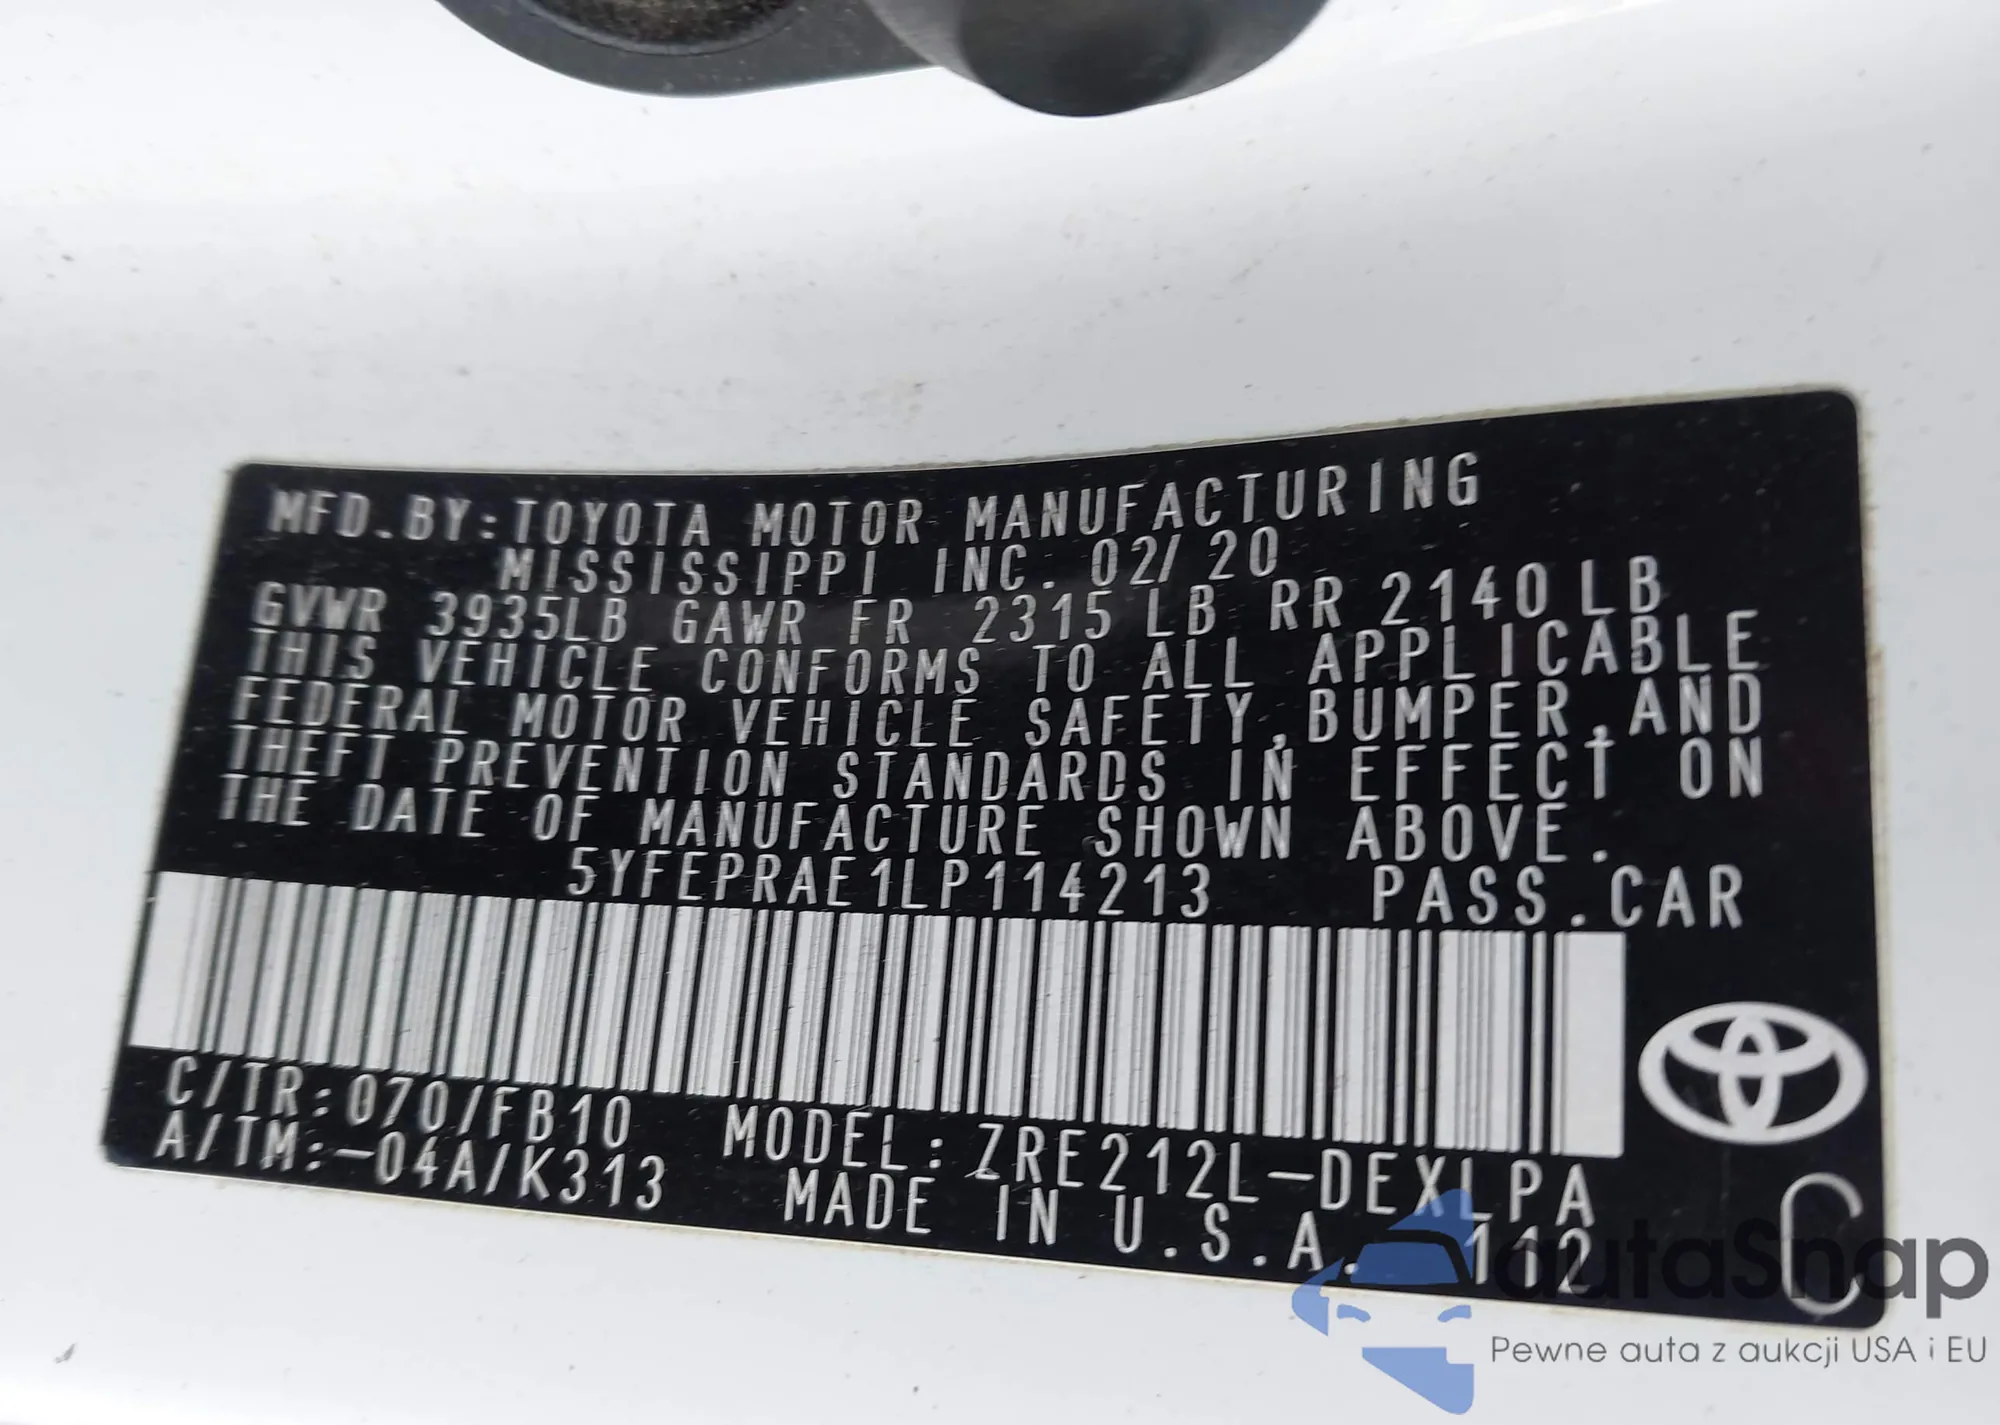 MFD.BY:TOYOTA MOTOR MANUFACTURING
MISSISSIPPI INC. 02/20
GVWR 3935LB GAWR FR 2315LB RR 2140LB
THIS VEHICLE CONFORMS TO ALL APPLICABLE
FEDERAL MOTOR VEHICLE SAFETY,BUMPER,AND
THEFT PREVENTION STANDARDS IN EFFECT ON
THE DATE OF MANUFACTURE SHOWN ABOVE.
5YFEPRAE1LP114213 PASS.CAR
C/TR:070/FB10 MODEL:ZRE212L-DEXLPA
A/TM:-04A/K313 MADE IN U.S.A. 112
C
autaSnap
Pewne auta z aukcji USA i EU